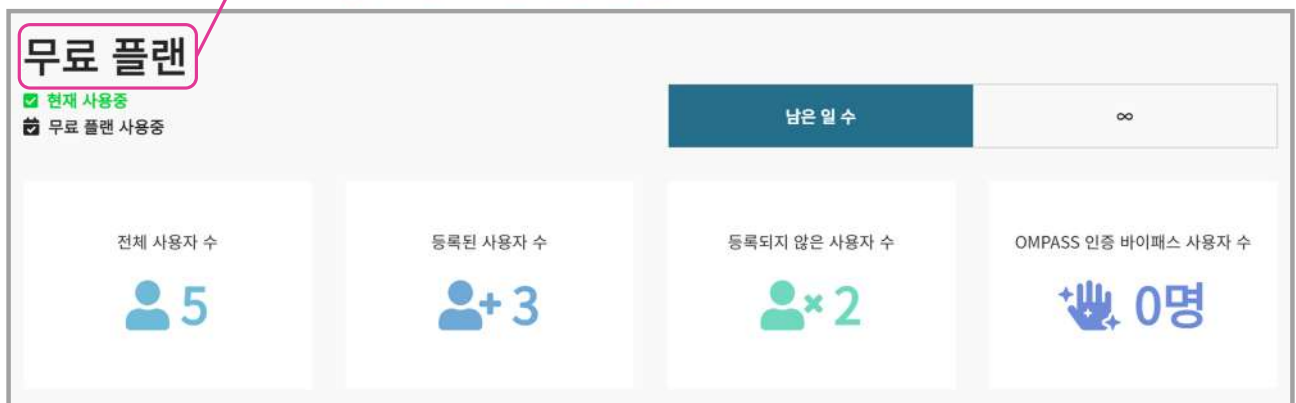 무료 플랜
현재 사용중
무료 플랜 사용중
남은 일 수
∞
전체 사용자 수
5
등록된 사용자 수
3
등록되지 않은 사용자 수
2
OMPASS 인증 바이패스 사용자 수
0명